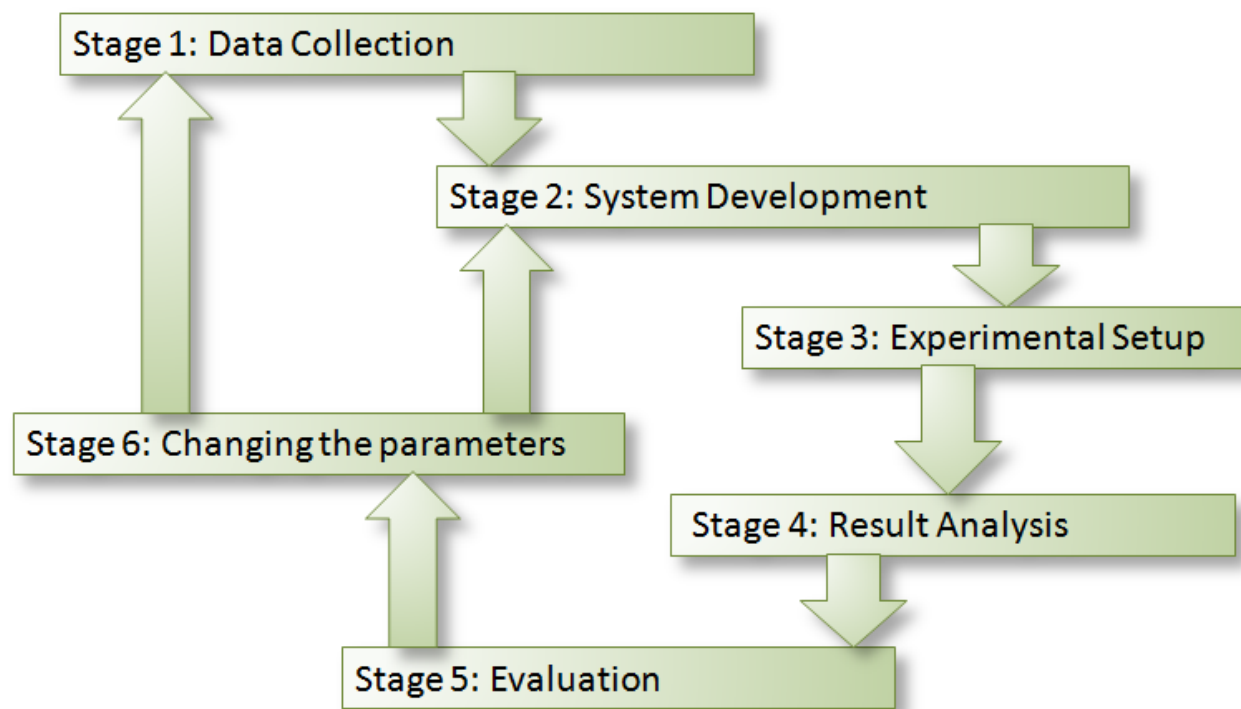 Stage 1: Data Collection
Stage 2: System Development
Stage 3: Experimental Setup
Stage 6: Changing the parameters
Stage 4: Result Analysis
Stage 5: Evaluation